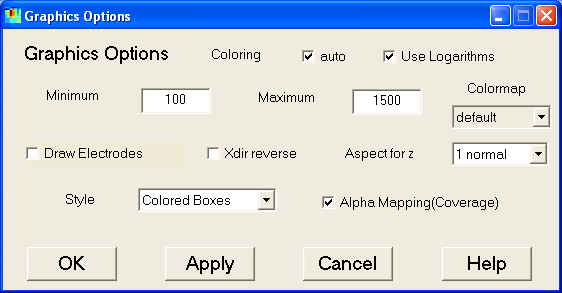 Graphics Options
Graphics Options Coloring auto Use Logarithms
Minimum 100 Maximum 1500 Colormap
default
Draw Electrodes Xdir reverse Aspect for z 1 normal
Style Colored Boxes Alpha Mapping(Coverage)
OK Apply Cancel Help